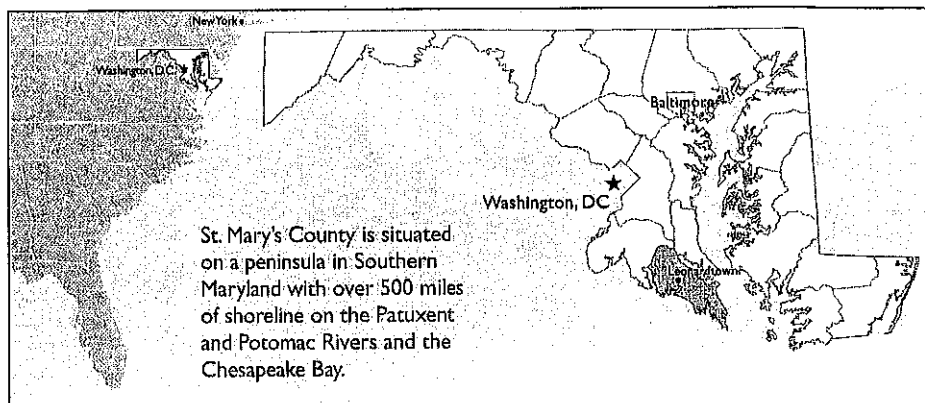 New York
Washington, DC
Baltimore
Washington, DC
Leonardtown
St. Mary's County is situated
on a peninsula in Southern
Maryland with over 500 miles
of shoreline on the Patuxent
and Potomac Rivers and the
Chesapeake Bay.